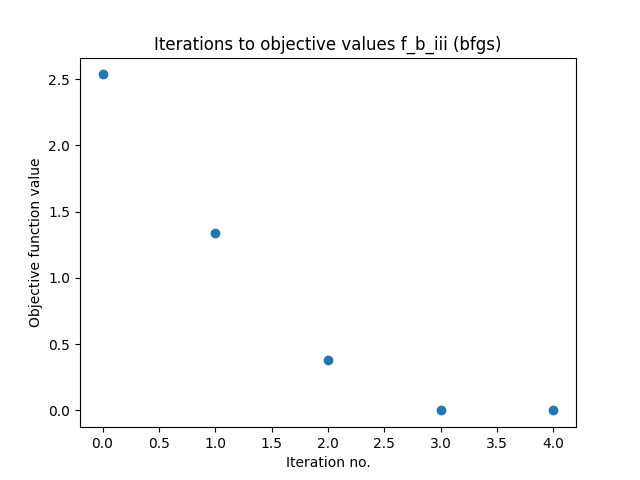 Iterations to objective values f_b_iii (bfgs)
2.5
2.0
1.5
1.0
0.5
0.0
Objective function value
0.0 0.5 1.0 1.5 2.0 2.5 3.0 3.5 4.0
Iteration no.